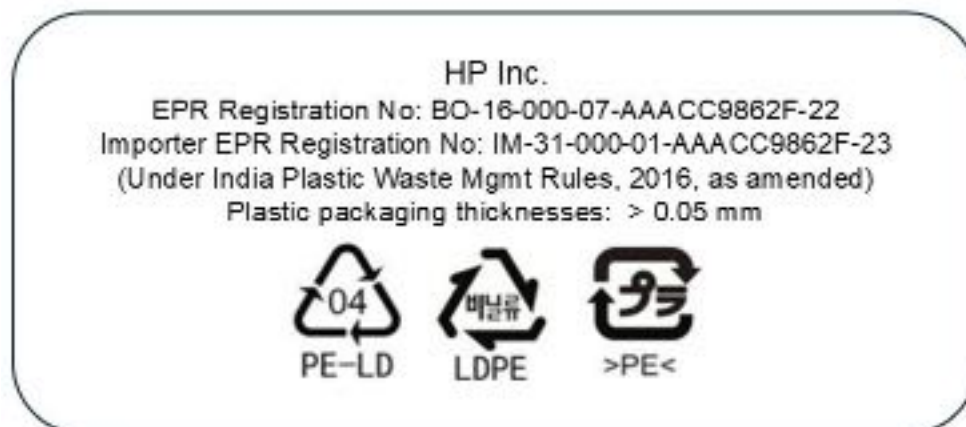 HP Inc.
EPR Registration No: BO-16-000-07-AAACC9862F-22
Importer EPR Registration No: IM-31-000-01-AAACC9862F-23
(Under India Plastic Waste Mgmt Rules, 2016, as amended)
Plastic packaging thicknesses: > 0.05 mm
04 비닐류 プラ
PE-LD LDPE >PE<